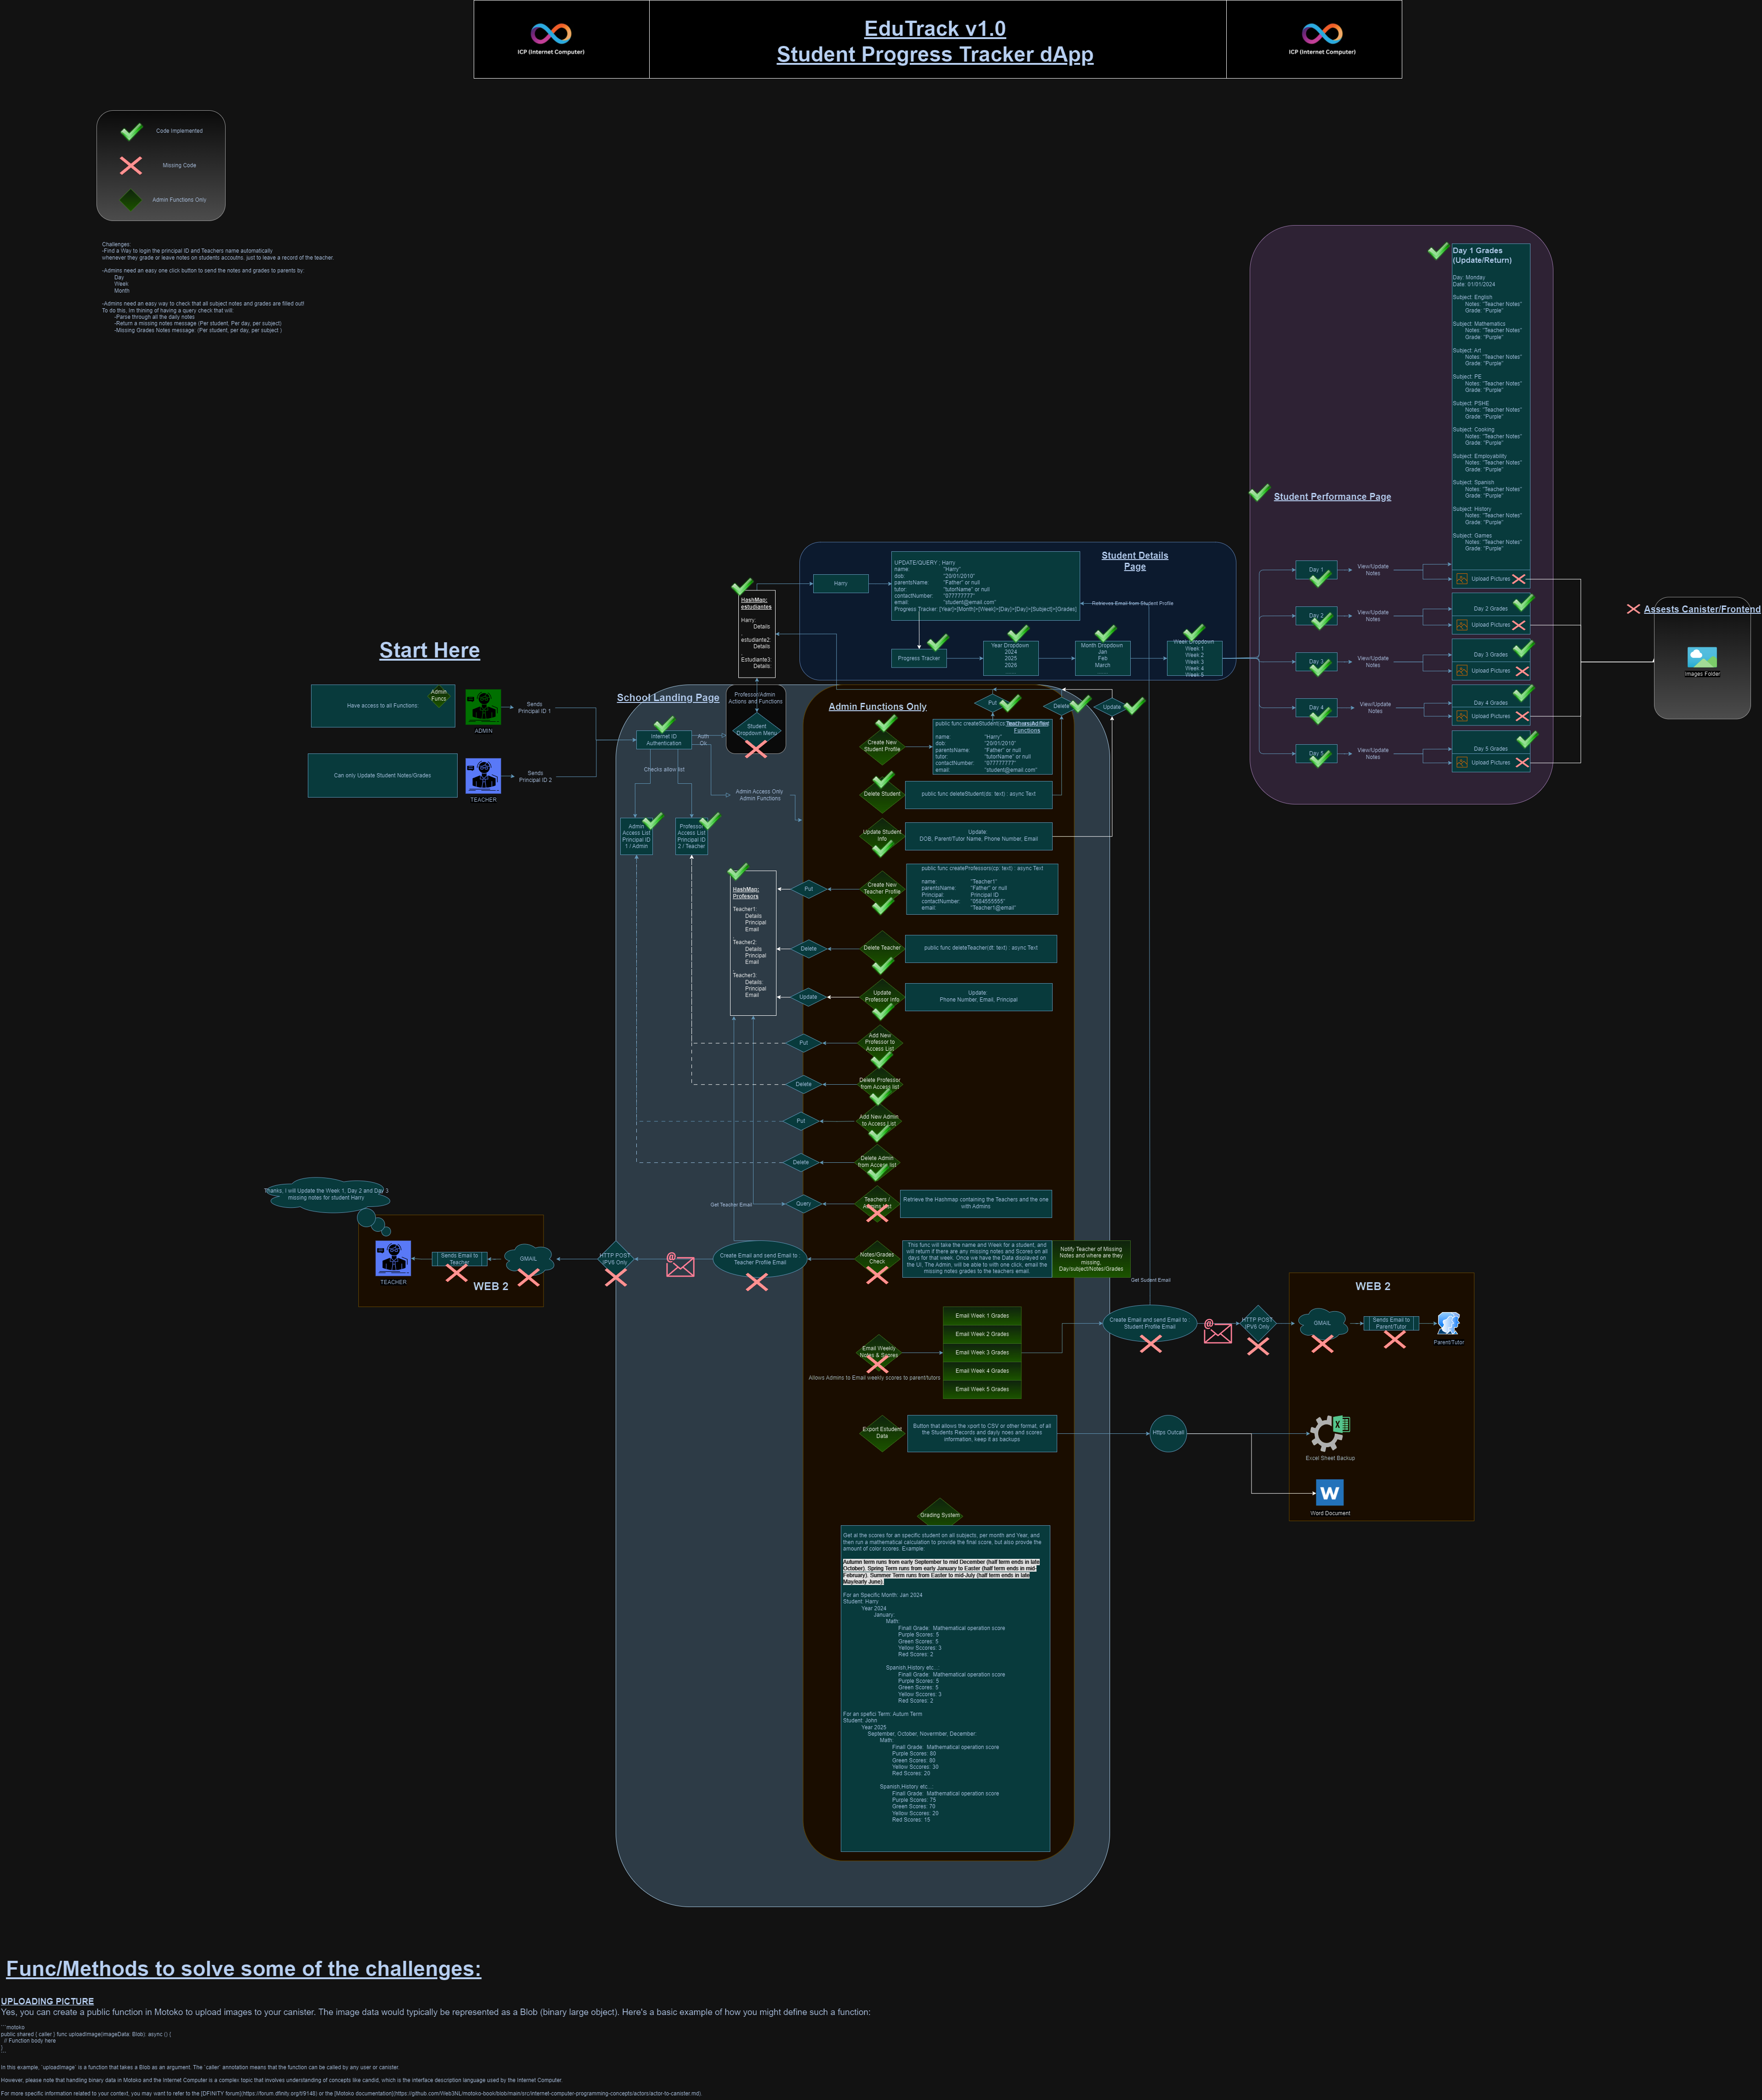 EduTrack v1.0
Student Progress Tracker dApp
ICP (Internet Computer)
ICP (Internet Computer)
Code Implemented
Missing Code
Admin Functions Only
Challenges:
-Find a Way to login the principal ID and Teachers name automatically
whenever they grade or leave notes on students accoutns, just to leave a record of the teacher.
-Admins need an easy one click button to send the notes and grades to parents by:
Day
Week
Month
-Admins need an easy way to check that all subject notes and grades are filled out!
To do this, Im thining of having a query check that will:
-Parse through all the daily notes
-Return a missing notes message (Per student, Per day, per subject)
-Missing Grades Notes message: (Per student, per day, per subject )
Day 1 Grades
(Update/Return)
Day: Monday
Date: 01/01/2024
Subject: English
Notes: "Teacher Notes"
Grade: "Purple"
Subject: Mathematics
Notes: "Teacher Notes"
Grade: "Purple"
Subject: Art
Notes: "Teacher Notes"
Grade: "Purple"
Subject: PE
Notes: "Teacher Notes"
Grade: "Purple"
Subject: PSHE
Notes: "Teacher Notes"
Grade: "Purple"
Subject: Cooking
Notes: "Teacher Notes"
Grade: "Purple"
Subject: Employability
Notes: "Teacher Notes"
Grade: "Purple"
Subject: Spanish
Notes: "Teacher Notes"
Grade: "Purple"
Subject: History
Notes: "Teacher Notes"
Grade: "Purple"
Subject: Games
Notes: "Teacher Notes"
Grade: "Purple"
Student Performance Page
Day 1
View/Update
Notes
Upload Pictures
Day 2
View/Update
Notes
Day 2 Grades
Upload Pictures
Day 3
View/Update
Notes
Day 3 Grades
Upload Pictures
Day 4
View/Update
Notes
Day 4 Grades
Upload Pictures
Day 5
View/Update
Notes
Day 5 Grades
Upload Pictures
Assests Canister/Frontend
Images Folder
Student Details
Page
Harry
UPDATE/QUERY ; Harry
name: "Harry"
dob: "20/01/2010"
parentsName: "Father" or null
tutor: "tutorName" or null
contactNumber: "077777777"
email: "student@email.com"
Progress Tracker: [Year]>[Month]>[Week]>[Day]>[Day]>[Subject]>[Grades]
Retrieves Email from Student Profile
Progress Tracker
Year Dropdown
2024
2025
2026
Month Dropdown
Jan
Feb
March
Week Dropdown
Week 1
Week 2
Week 3
Week 4
Week 5
HashMap:
estudiantes
Harry:
Details
estudiante2:
Details
Estudiante3:
Details
Start Here
Have access to all Functions:
Admin
Funcs
ADMIN
Sends
Principal ID 1
Can only Update Student Notes/Grades
TEACHER
Sends
Principal ID 2
School Landing Page
Internet ID
Authentication
Auth
Ok
Checks allow list
Professor/Admin
Actions and Functions
Student
Dropdown Menu
Admin Access Only
Admin Functions
Admin
Access List
Principal ID
1 / Admin
Professor
Access List
Principal ID
2 / Teacher
HashMap:
Profesors
Teacher1:
Details
Principal
Email
Teacher2:
Details
Principal
Email
Teacher3:
Details:
Principal
Email
Admin Functions Only
Put
Delete
Update
Create New
Student Profile
Teachers/Admin
Functions
name: "Harry"
dob: "20/01/2010"
parentsName: "Father" or null
tutor: "tutorName" or null
contactNumber: "077777777"
email: "student@email.com"
Delete Student
public func deleteStudent(ds: text) : async Text
Update Student
Info
Update:
DOB, Parent/Tutor Name, Phone Number, Email
Put
Create New
Teacher Profile
public func createProfessors(cp: text) : async Text
name: "Teacher1"
parentsName: "Father" or null
Principal: Principal ID
contactNumber: "0584555555"
email: "Teacher1@email"
Delete
Delete Teacher
public func deleteTeacher(dt: text) : async Text
Update
Update
Professor Info
Update:
Phone Number, Email, Principal
Put
Add New
Professor to
Access List
Delete
Delete Professor
from Access list
Put
Add New Admin
to Access List
Delete
Delete Admin
from Access list
Get Teacher Email
Query
Teachers /
Admins List
Retrieve the Hashmap containing the Teachers and the one
with Admins
Thanks, I will Update the Week 1, Day 2 and Day 3
missing notes for student Harry
TEACHER
Sends Email to
Teacher
GMAIL
WEB 2
HTTP POST
IPV6 Only
Create Email and send Email to
Teacher Profile Email
Notes/Grades
Check
This func will take the name and Week for a student, and
will return if there are any missing notes and Scores on all
days for that week. Once we have the Data displayed on
the UI, The Admin, will be able to with one click, email the
missing notes grades to the teachers email.
Notify Teacher of Missing
Notes and where are they
missing,
Day/subject/Notes/Grades
Get Sudent Email
Email Weekly
Notes & Scores
Allows Admins to Email weekly scores to parent/tutors
Email Week 1 Grades
Email Week 2 Grades
Email Week 3 Grades
Email Week 4 Grades
Email Week 5 Grades
Create Email and send Email to
Student Profile Email
HTTP POST
IPV6 Only
WEB 2
GMAIL
Sends Email to
Parent/Tutor
Parent/Tutor
Export Estudent
Data
Button that allows the xport to CSV or other format, of all
the Students Records and dayly noes and scores
information, keep it as backups
Https Outcall
Excel Sheet Backup
Word Document
Grading System
Get al the scores for an specific student on all subjects, per month and Year, and
then run a mathematical calculation to provide the final score, but also provide the
amount of color scores. Example:
Autumn term runs from early September to mid December (half term ends in late
October), Spring Term runs from early January to Easter (half term ends in mid-
February), Summer Term runs from Easter to mid-July (half term ends in late
May/early June).
For an Specific Month: Jan 2024
Student: Harry
Year 2024
January:
Math:
Finall Grade: Mathematical operation score
Purple Scores: 5
Green Scores: 5
Yellow Sccores: 3
Red Scores: 2
Spanish,History etc...:
Finall Grade: Mathematical operation score
Purple Scores: 5
Green Scores: 5
Yellow Sccores: 3
Red Scores: 2
For an spefici Term: Autum Term
Student: John
Year 2025
September, October, Novermber, December:
Math:
Finall Grade: Mathematical operation score
Purple Scores: 80
Green Scores: 80
Yellow Sccores: 30
Red Scores: 20
Spanish,History etc...:
Finall Grade: Mathematical operation score
Purple Scores: 75
Green Scores: 70
Yellow Sccores: 20
Red Scores: 15
Func/Methods to solve some of the challenges:
UPLOADING PICTURE
Yes, you can create a public function in Motoko to upload images to your canister. The image data would typically be represented as a Blob (binary large object). Here's a basic example of how you might define such a function:
```motoko
public shared { caller } func uploadImage(imageData: Blob): async () {
// Function body here
}
```
In this example, `uploadImage` is a function that takes a Blob as an argument. The `caller` annotation means that the function can be called by any user or canister.
However, please note that handling binary data in Motoko and the Internet Computer is a complex topic that involves understanding of concepts like candid, which is the interface description language used by the Internet Computer.
For more specific information related to your context, you may want to refer to the [DFINITY forum](https://forum.dfinity.org/t/9148) or the [Motoko documentation](https://github.com/Web3NL/motoko-book/blob/main/src/internet-computer-programming-concepts/actors/actor-to-canister.md).